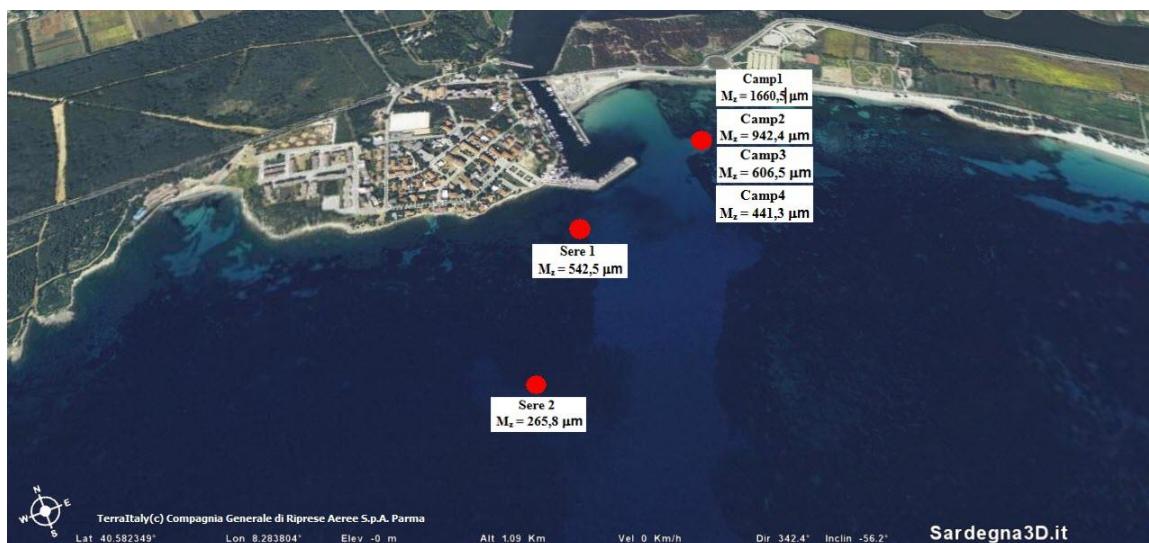 Camp1
Mz = 1660,5 μm
Camp2
Mz = 942,4 μm
Camp3
Mz = 606,5 μm
Camp4
Mz = 441,3 μm
Sere 1
Mz = 542,5 μm
Sere 2
Mz = 265,8 μm
N
W
E
S
TerraItaly(c) Compagnia Generale di Riprese Aeree S.p.A. Parma
Sardegna3D.it
Lat 40.582349° Lon 8.283804° Elev -0 m Alt 1.09 Km Vel 0 Km/h Dir 342.4° Inclin -56.2°